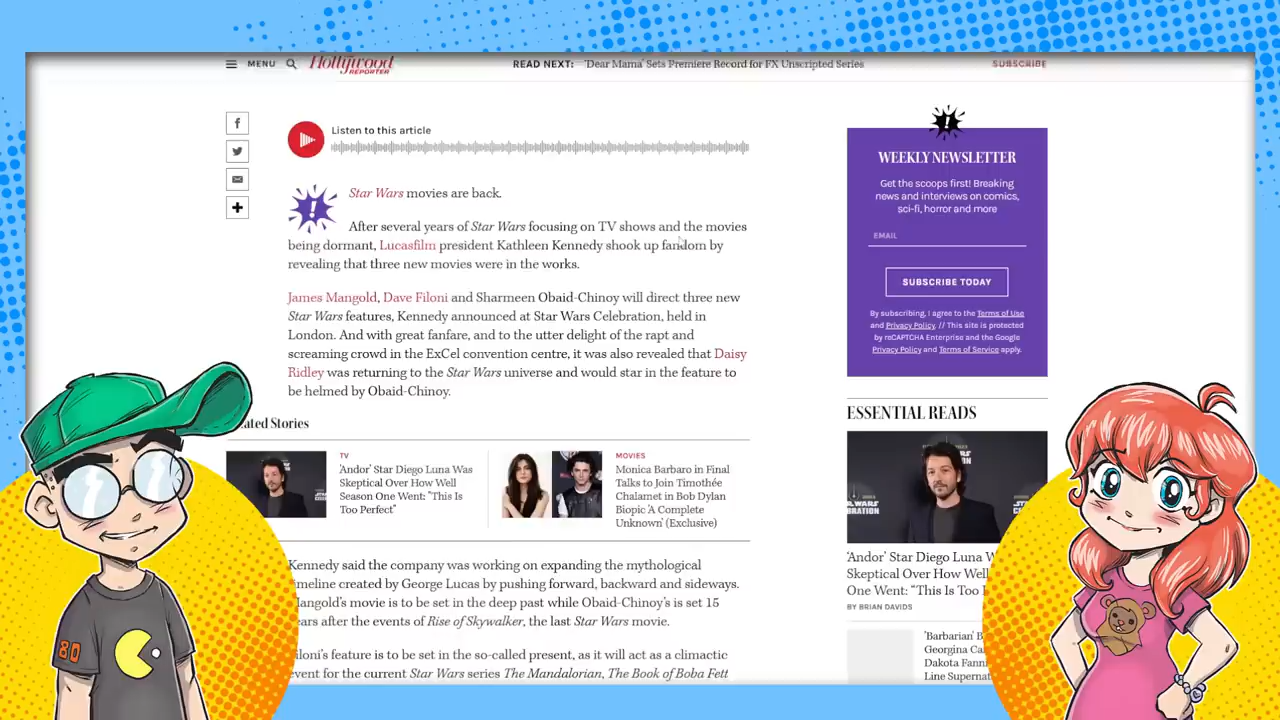 MENU
Hollywood
REPORTER
READ NEXT: 'Dear Mama' Sets Premiere Record for FX Unscripted Series
SUBSCRIBE
Listen to this article
Star Wars movies are back.
After several years of Star Wars focusing on TV shows and the movies
being dormant, Lucasfilm president Kathleen Kennedy shook up fandom by
revealing that three new movies were in the works.
James Mangold, Dave Filoni and Sharmeen Obaid-Chinoy will direct three new
Star Wars features, Kennedy announced at Star Wars Celebration, held in
London. And with great fanfare, and to the utter delight of the rapt and
screaming crowd in the ExCel convention centre, it was also revealed that Daisy
Ridley was returning to the Star Wars universe and would star in the feature to
be helmed by Obaid-Chinoy.
ated Stories
TV
'Andor' Star Diego Luna Was
Skeptical Over How Well
Season One Went: "This Is
Too Perfect"
MOVIES
Monica Barbaro in Final
Talks to Join Timothée
Chalamet in Bob Dylan
Biopic 'A Complete
Unknown' (Exclusive)
Kennedy said the company was working on expanding the mythological
timeline created by George Lucas by pushing forward, backward and sideways.
Mangold's movie is to be set in the deep past while Obaid-Chinoy's is set 15
ears after the events of Rise of Skywalker, the last Star Wars movie.
iloni's feature is to be set in the so-called present, as it will act as a climactic
event for the current Star Wars series The Mandalorian, The Book of Boba Fett
WEEKLY NEWSLETTER
Get the scoops first! Breaking
news and interviews on comics,
sci-fi, horror and more
EMAIL
SUBSCRIBE TODAY
By subscribing, I agree to the Terms of Use
and Privacy Policy. // This site is protected
by reCAPTCHA Enterprise and the Google
Privacy Policy and Terms of Service apply.
ESSENTIAL READS
'Andor' Star Diego Luna W
Skeptical Over How Well
One Went: "This Is Too
BY BRIAN DAVIDS
'Barbarian' B
Georgina Ca
Dakota Fann
Line Supernat
80